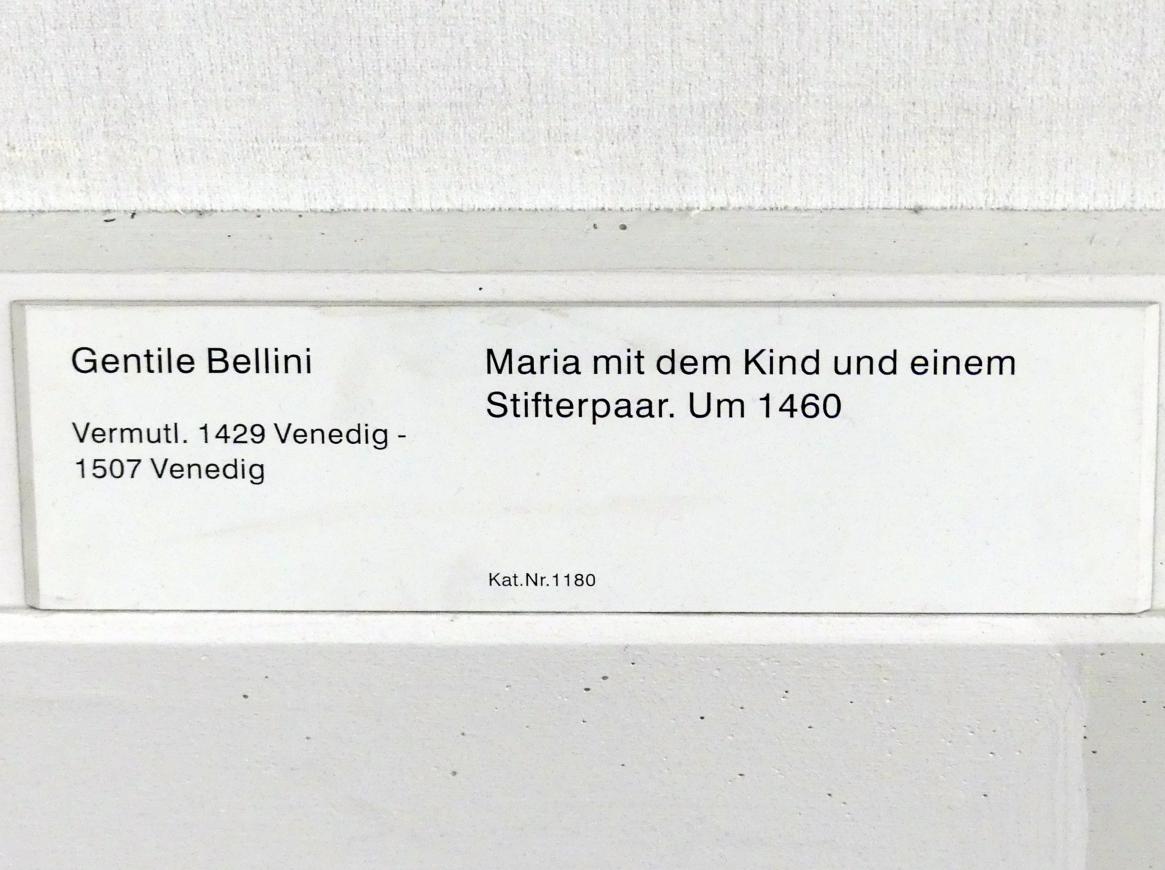 Gentile Bellini
Vermutl. 1429 Venedig -
1507 Venedig
Maria mit dem Kind und einem
Stifterpaar. Um 1460
Kat.Nr.1180